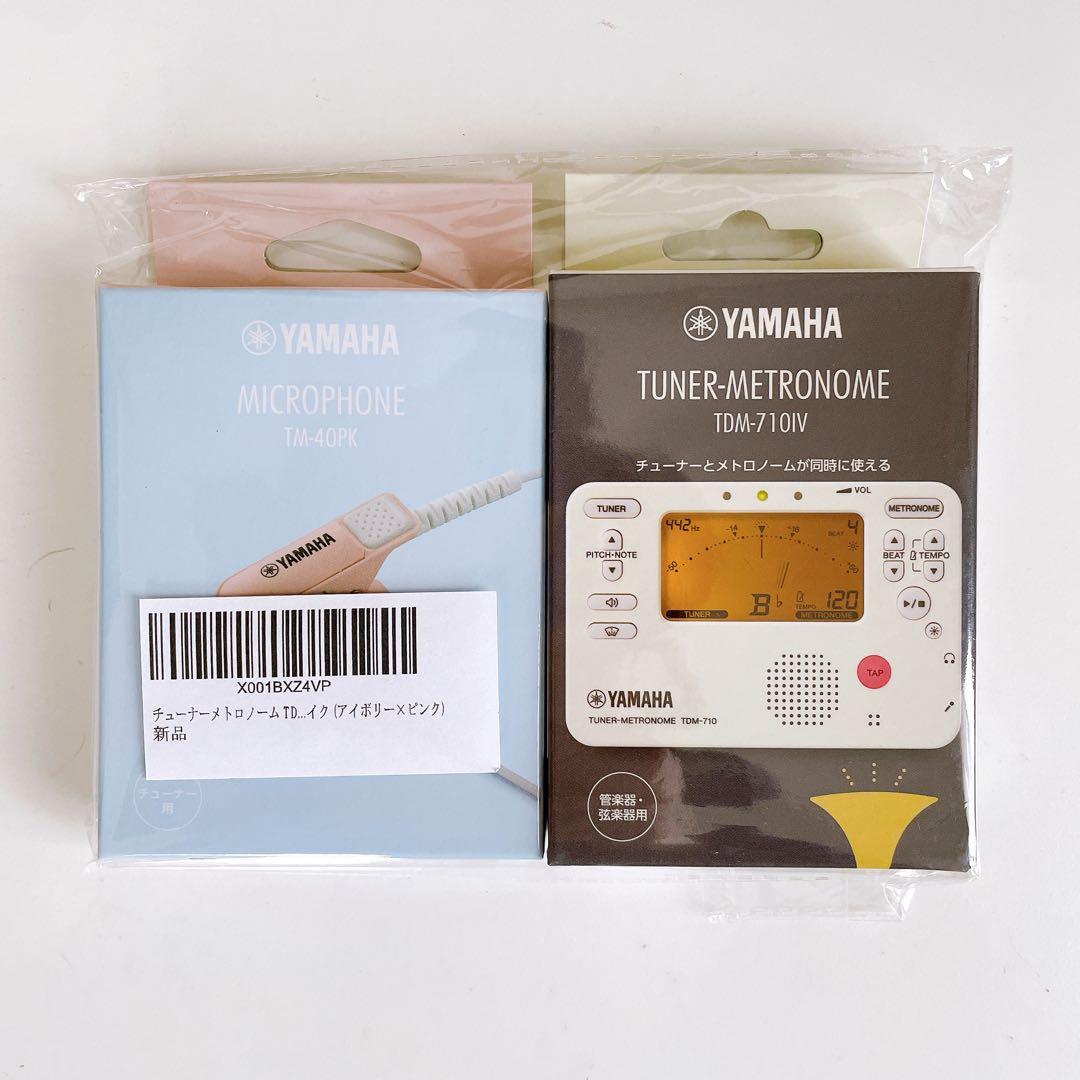 YAMAHA
MICROPHONE
TM-40PK
YAMAHA
X001BXZ4VP
チューナーメトロノーム TD...イク (アイボリー×ピンク)
新品
チューナー
用
YAMAHA
TUNER-METRONOME
TDM-710IV
チューナーとメトロノームが同時に使える
VOL
TUNER
METRONOME
442Hz
-14
+16
BEAT 4
PITCH・NOTE
BEAT
TEMPO
-50
B♭
TEMPO 120
TUNER
METRONOME
TAP
YAMAHA
TUNER-METRONOME TDM-710
管楽器・
弦楽器用